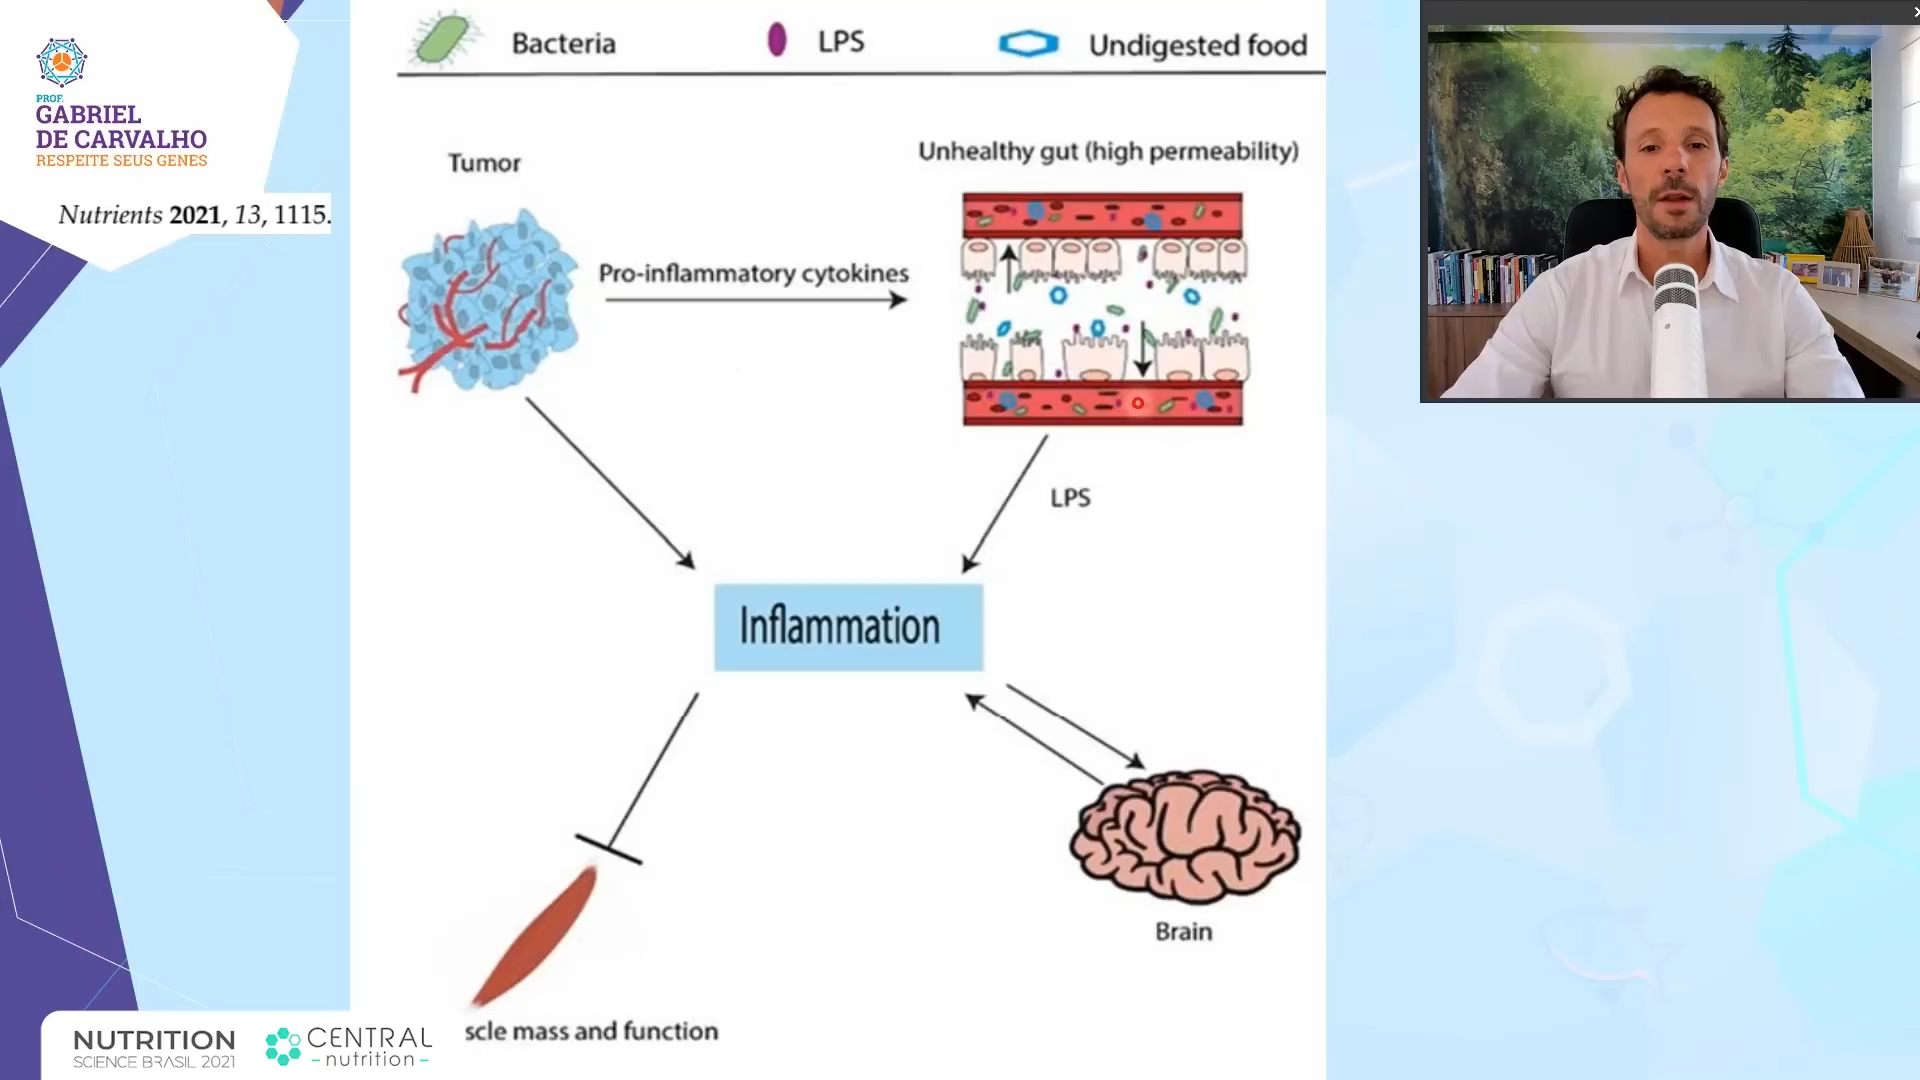 PROF.
GABRIEL
DE CARVALHO
RESPEITE SEUS GENES
Nutrients 2021, 13, 1115.
Bacteria
LPS
Undigested food
Tumor
Unhealthy gut (high permeability)
Pro-inflammatory cytokines
LPS
Inflammation
Brain
scle mass and function
NUTRITION
SCIENCE BRASIL 2021
CENTRAL
nutrition